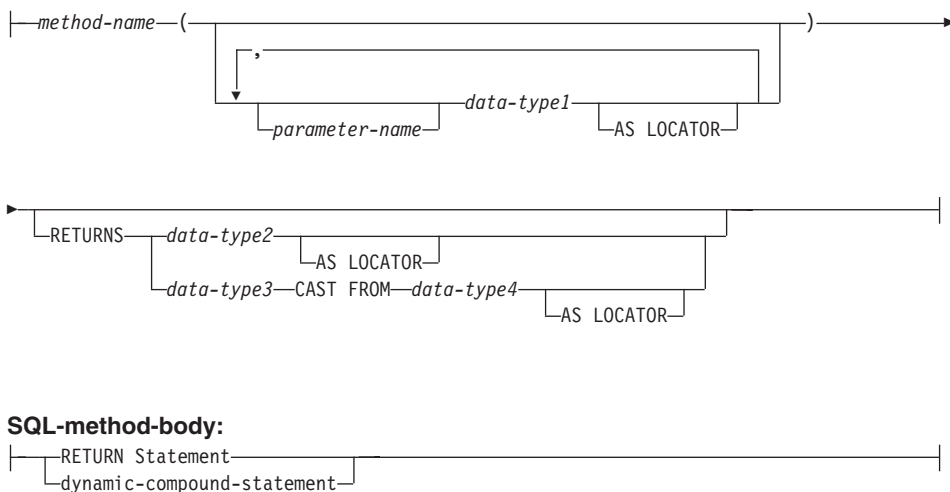 method-name ( )
,
data-type1
parameter-name AS LOCATOR
RETURNS data-type2
AS LOCATOR
data-type3 CAST FROM data-type4
AS LOCATOR
SQL-method-body:
RETURN Statement
dynamic-compound-statement